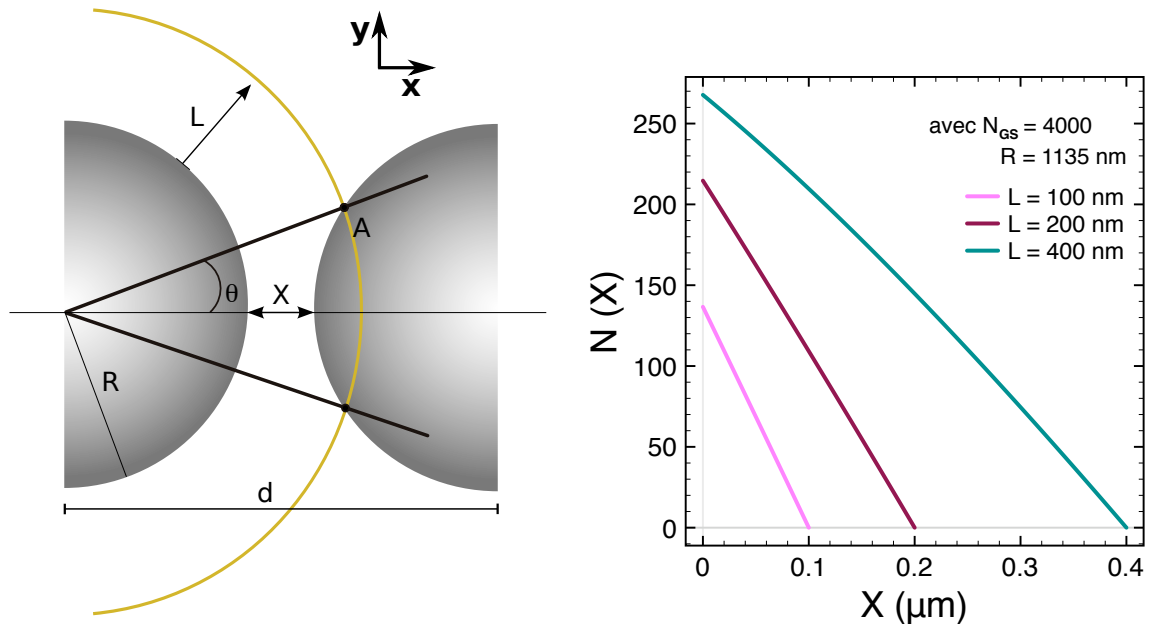 y
x
L
A
θ
X
R
d
N (X)
250
200
150
100
50
0
avec N_GS = 4000
R = 1135 nm
L = 100 nm
L = 200 nm
L = 400 nm
0 0.1 0.2 0.3 0.4
X (µm)